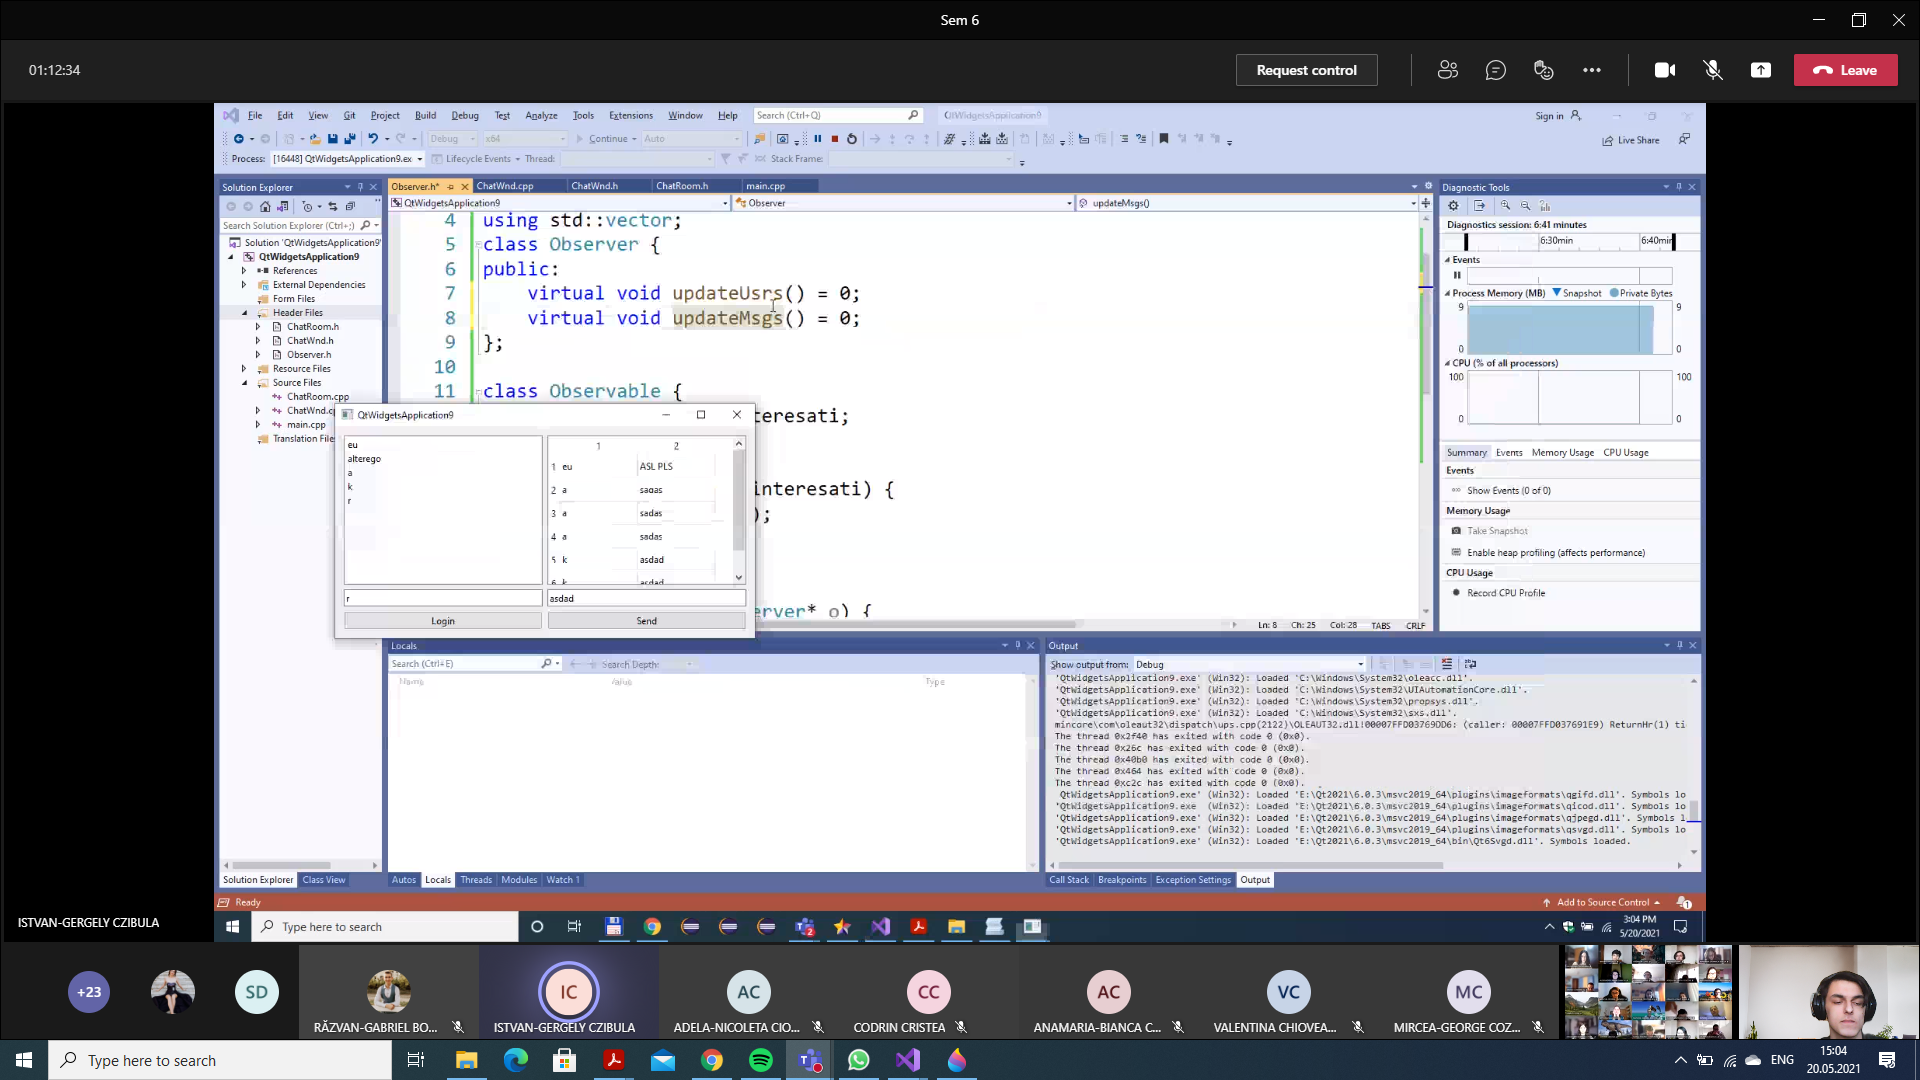 Sem 6
01:12:34
Request control
Leave
File Edit View Git Project Build Debug Test Analyze Tools Extensions Window Help Search (Ctrl+Q) QtWidgetsApplication9 Sign in
Debug x64 Continue Auto Live Share
Process: [16448] QtWidgetsApplication9.ex Lifecycle Events Thread: Stack Frame:
Solution Explorer
Search Solution Explorer (Ctrl+;)
Solution 'QtWidgetsApplication9'
QtWidgetsApplication9
References
External Dependencies
Form Files
Header Files
ChatRoom.h
ChatWnd.h
Observer.h
Resource Files
Source Files
ChatRoom.cpp
ChatWnd.c
main.cpp
Translation Files
Solution Explorer Class View
Observer.h* ChatWnd.cpp ChatWnd.h ChatRoom.h main.cpp
QtWidgetsApplication9 Observer updateMsgs()
4 using std::vector;
5 class Observer {
6 public:
7 virtual void updateUsrs() = 0;
8 virtual void updateMsgs() = 0;
9 };
10
11 class Observable {
teresati;
interesati) {
);
erver* o) {
Ln: 8 Ch: 25 Col: 28 TABS CRLF
QtWidgetsApplication9
eu
alterego
a
k
r
1 2
1 eu ASL PLS
2 a sadas
3 a sadas
4 a sadas
5 k asdad
6 k asdad
r
asdad
Login
Send
Diagnostic Tools
Diagnostics session: 6:41 minutes
6:30min 6:40min
Events
Process Memory (MB) Snapshot Private Bytes
9 9
0 0
CPU (% of all processors)
100 100
0 0
Summary Events Memory Usage CPU Usage
Events
Show Events (0 of 0)
Memory Usage
Take Snapshot
Enable heap profiling (affects performance)
CPU Usage
Record CPU Profile
Locals
Search (Ctrl+E) Search Depth:
Name Value Type
Autos Locals Threads Modules Watch 1
Output
Show output from: Debug
'QtWidgetsApplication9.exe' (Win32): Loaded 'C:\Windows\System32\oleacc.dll'.
'QtWidgetsApplication9.exe' (Win32): Loaded 'C:\Windows\System32\UIAutomationCore.dll'.
'QtWidgetsApplication9.exe' (Win32): Loaded 'C:\Windows\System32\propsys.dll'.
'QtWidgetsApplication9.exe' (Win32): Loaded 'C:\Windows\System32\sxs.dll'.
mincore\com\oleaut32\dispatch\ups.cpp(2122)\OLEAUT32.dll!00007FFD03769DD6: (caller: 00007FFD037691E9) ReturnHr(1) ti
The thread 0x2f40 has exited with code 0 (0x0).
The thread 0x26c has exited with code 0 (0x0).
The thread 0x40b0 has exited with code 0 (0x0).
The thread 0x464 has exited with code 0 (0x0).
The thread 0xc2c has exited with code 0 (0x0).
'QtWidgetsApplication9.exe' (Win32): Loaded 'E:\Qt2021\6.0.3\msvc2019_64\plugins\imageformats\qgifd.dll'. Symbols lo
'QtWidgetsApplication9.exe' (Win32): Loaded 'E:\Qt2021\6.0.3\msvc2019_64\plugins\imageformats\qicod.dll'. Symbols lo
'QtWidgetsApplication9.exe' (Win32): Loaded 'E:\Qt2021\6.0.3\msvc2019_64\plugins\imageformats\qjpegd.dll'. Symbols l
'QtWidgetsApplication9.exe' (Win32): Loaded 'E:\Qt2021\6.0.3\msvc2019_64\plugins\imageformats\qsvgd.dll'. Symbols lo
'QtWidgetsApplication9.exe' (Win32): Loaded 'E:\Qt2021\6.0.3\msvc2019_64\bin\Qt6Svgd.dll'. Symbols loaded.
Call Stack Breakpoints Exception Settings Output
Ready Add to Source Control 1
ISTVAN-GERGELY CZIBULA
Type here to search
3:04 PM
5/20/2021
+23
SD
IC
AC
CC
AC
VC
MC
RĂZVAN-GABRIEL BO...
ISTVAN-GERGELY CZIBULA
ADELA-NICOLETA CIO...
CODRIN CRISTEA
ANAMARIA-BIANCA C...
VALENTINA CHIOVEA...
MIRCEA-GEORGE COZ...
Type here to search
ENG
15:04
20.05.2021